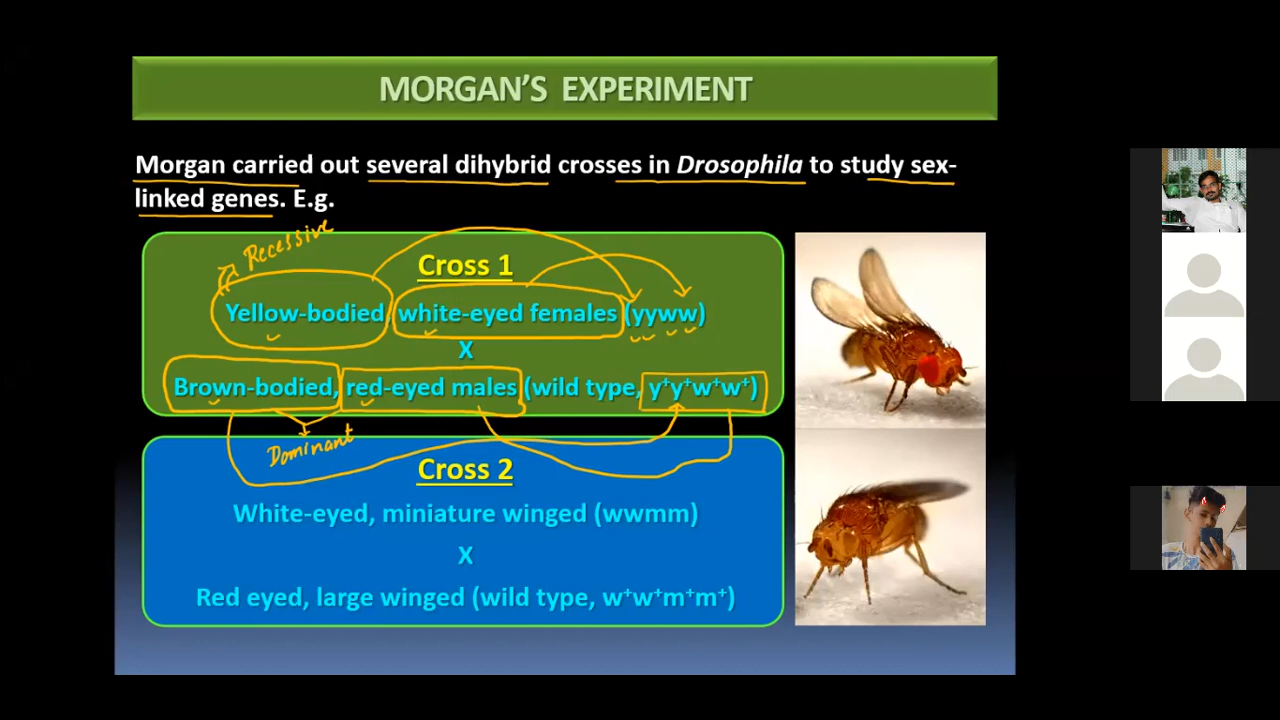 MORGAN'S EXPERIMENT
Morgan carried out several dihybrid crosses in Drosophila to study sex-
linked genes. E.g.
Recessive
Cross 1
Yellow-bodied, white-eyed females (yyww)
X
Brown-bodied, red-eyed males (wild type, y⁺y⁺w⁺w⁺)
Dominant
Cross 2
White-eyed, miniature winged (wwmm)
X
Red eyed, large winged (wild type, w⁺w⁺m⁺m⁺)